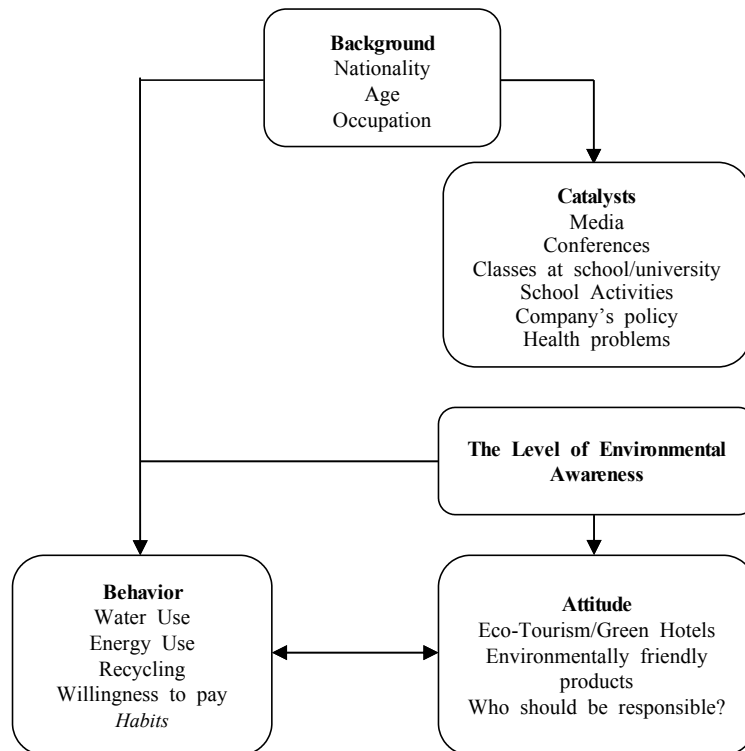 Background
Nationality
Age
Occupation
Catalysts
Media
Conferences
Classes at school/university
School Activities
Company's policy
Health problems
The Level of Environmental
Awareness
Behavior
Water Use
Energy Use
Recycling
Willingness to pay
Habits
Attitude
Eco-Tourism/Green Hotels
Environmentally friendly
products
Who should be responsible?